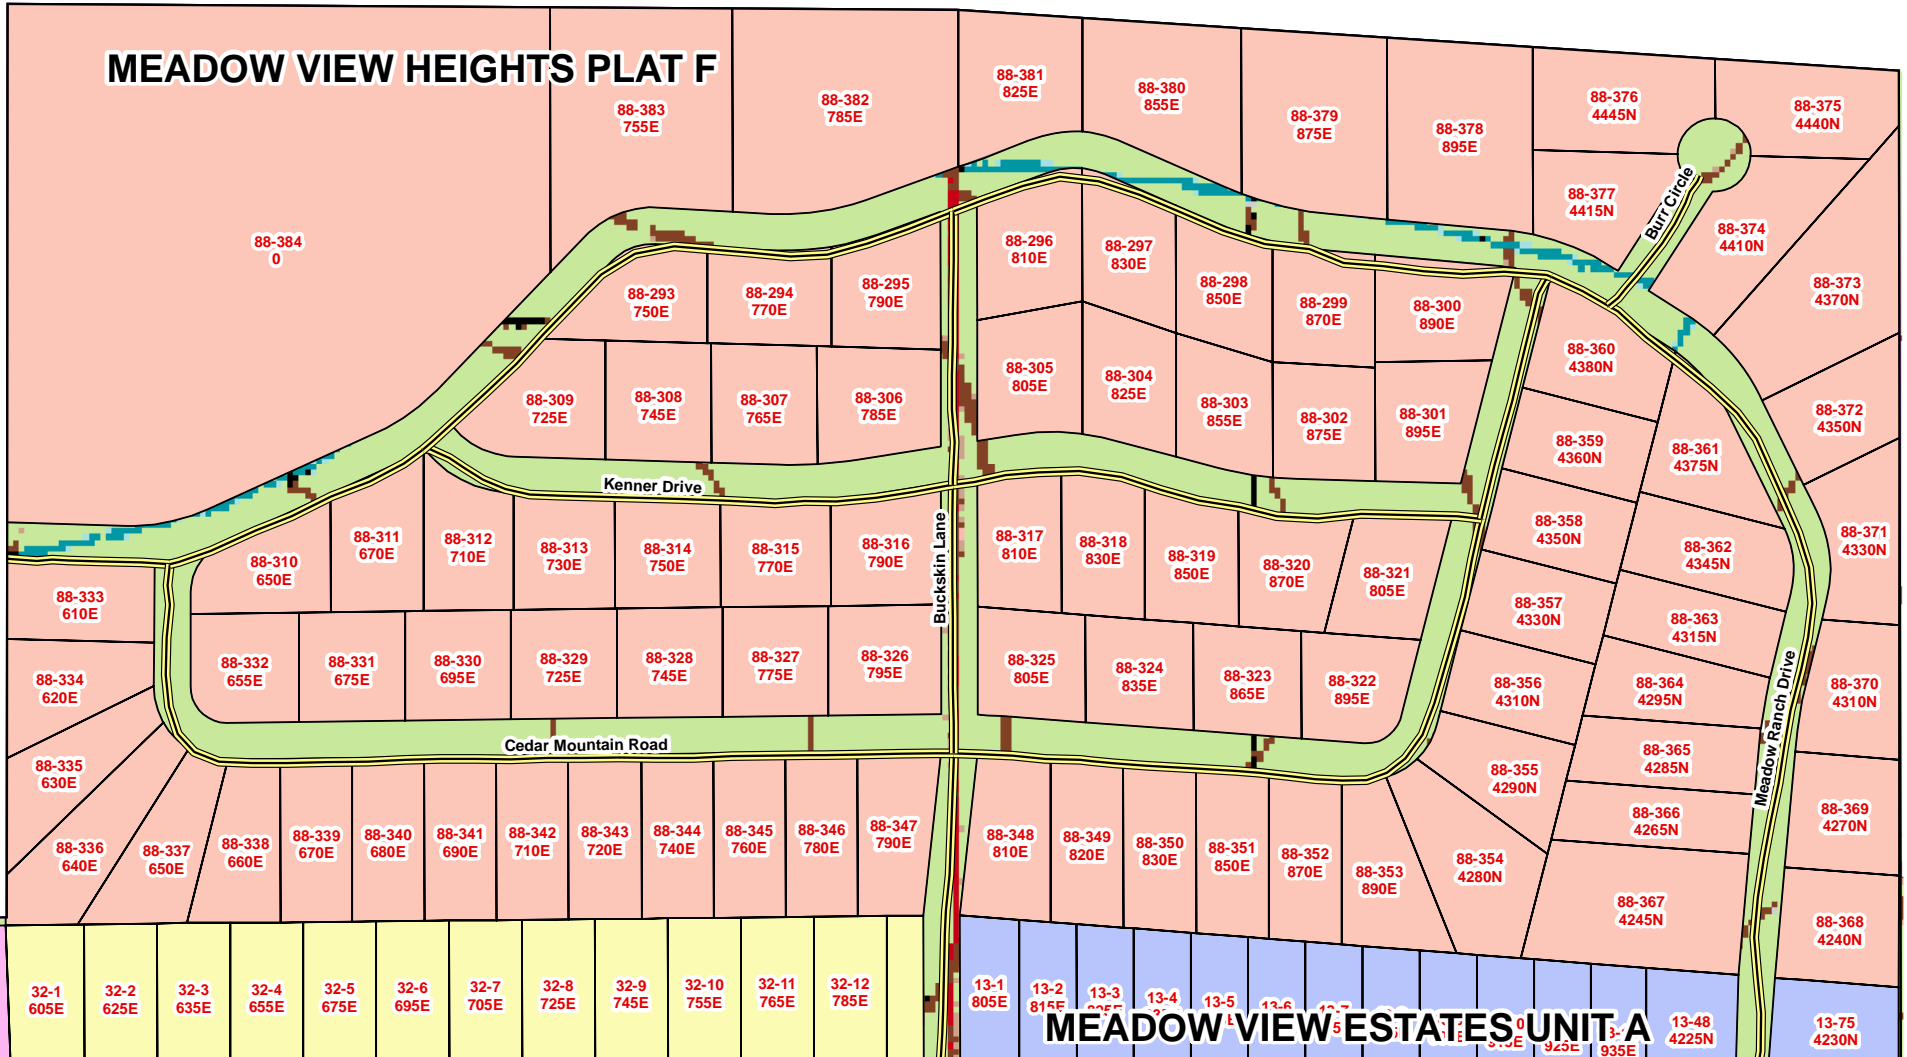 MEADOW VIEW HEIGHTS PLAT F
88-381
825E
88-380
855E
88-383
755E
88-382
785E
88-379
875E
88-378
895E
88-376
4445N
88-375
4440N
88-377
4415N
Burr Circle
88-374
4410N
88-384
0
88-373
4370N
88-293
750E
88-294
770E
88-295
790E
88-296
810E
88-297
830E
88-298
850E
88-299
870E
88-300
890E
88-309
725E
88-308
745E
88-307
765E
88-306
785E
88-305
805E
88-304
825E
88-303
855E
88-302
875E
88-301
895E
88-360
4380N
88-359
4360N
88-361
4375N
88-372
4350N
Kenner Drive
88-310
650E
88-311
670E
88-312
710E
88-313
730E
88-314
750E
88-315
770E
88-316
790E
Buckskin Lane
88-317
810E
88-318
830E
88-319
850E
88-320
870E
88-321
805E
88-358
4350N
88-362
4345N
88-371
4330N
88-333
610E
88-357
4330N
88-363
4315N
88-334
620E
88-332
655E
88-331
675E
88-330
695E
88-329
725E
88-328
745E
88-327
775E
88-326
795E
88-325
805E
88-324
835E
88-323
865E
88-322
895E
88-356
4310N
88-364
4295N
Meadow Ranch Drive
88-370
4310N
Cedar Mountain Road
88-335
630E
88-355
4290N
88-365
4285N
88-336
640E
88-337
650E
88-338
660E
88-339
670E
88-340
680E
88-341
690E
88-342
710E
88-343
720E
88-344
740E
88-345
760E
88-346
780E
88-347
790E
88-348
810E
88-349
820E
88-350
830E
88-351
850E
88-352
870E
88-353
890E
88-354
4280N
88-366
4265N
88-369
4270N
88-367
4245N
88-368
4240N
32-1
605E
32-2
625E
32-3
635E
32-4
655E
32-5
675E
32-6
695E
32-7
705E
32-8
725E
32-9
745E
32-10
755E
32-11
765E
32-12
785E
13-1
805E
13-2
815E
13-3
13-4
13-5
925E
935E
13-48
4225N
13-75
4230N
MEADOW VIEW ESTATES UNIT A